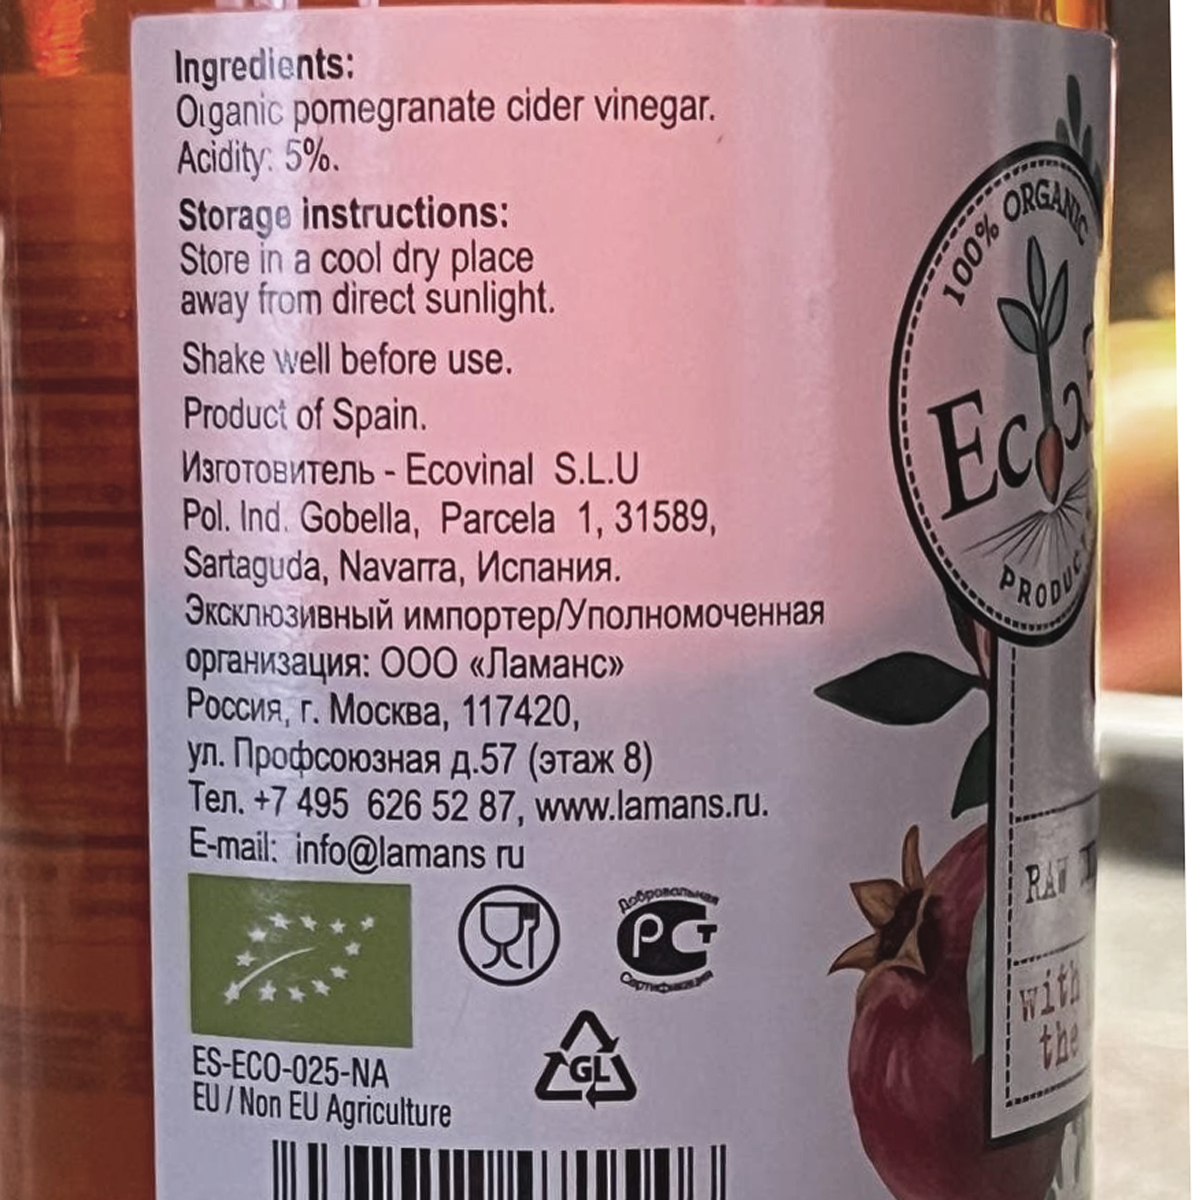 Ingredients:
Organic pomegranate cider vinegar.
Acidity: 5%.
Storage instructions:
Store in a cool dry place
away from direct sunlight.
Shake well before use.
Product of Spain.
Изготовитель - Ecovinal S.L.U
Pol. Ind. Gobella, Parcela 1, 31589,
Sartaguda, Navarra, Испания.
Эксклюзивный импортер/Уполномоченная
организация: ООО «Ламанс»
Россия, г. Москва, 117420,
ул. Профсоюзная д.57 (этаж 8)
Тел. +7 495 626 52 87, www.lamans.ru.
E-mail: info@lamans ru
Добровольная
РСТ
Сертификация
GL
ES-ECO-025-NA
EU / Non EU Agriculture
100% ORGANIC
RAW
with
the